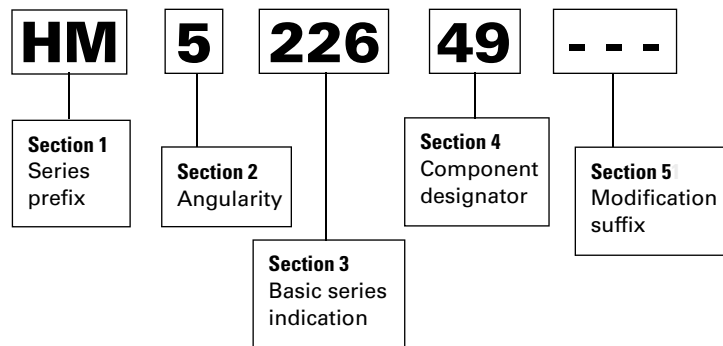 HM 5 226 49 - - -
Section 1
Series
prefix
Section 2
Angularity
Section 3
Basic series
indication
Section 4
Component
designator
Section 5
Modification
suffix